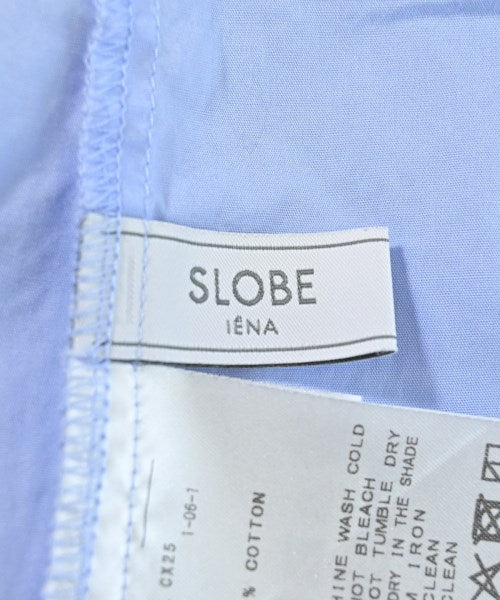 SLOBE
IÉNA
CX25 1-06-1
% COTTON
HINE WASH COLD
NOT BLEACH
NOT TUMBLE DRY
DRY IN THE SHADE
IRON
CLEAN
CLEAN